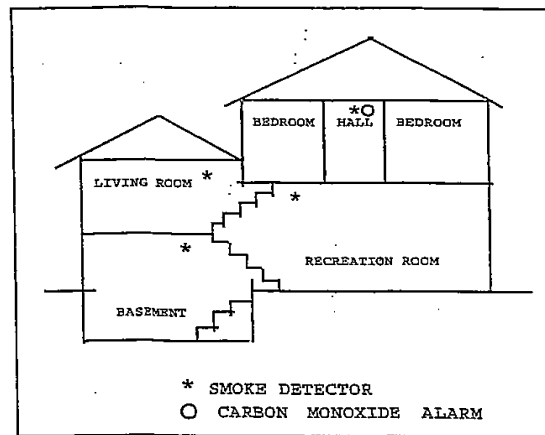 BEDROOM HALL BEDROOM
LIVING ROOM
RECREATION ROOM
BASEMENT
* SMOKE DETECTOR
O CARBON MONOXIDE ALARM